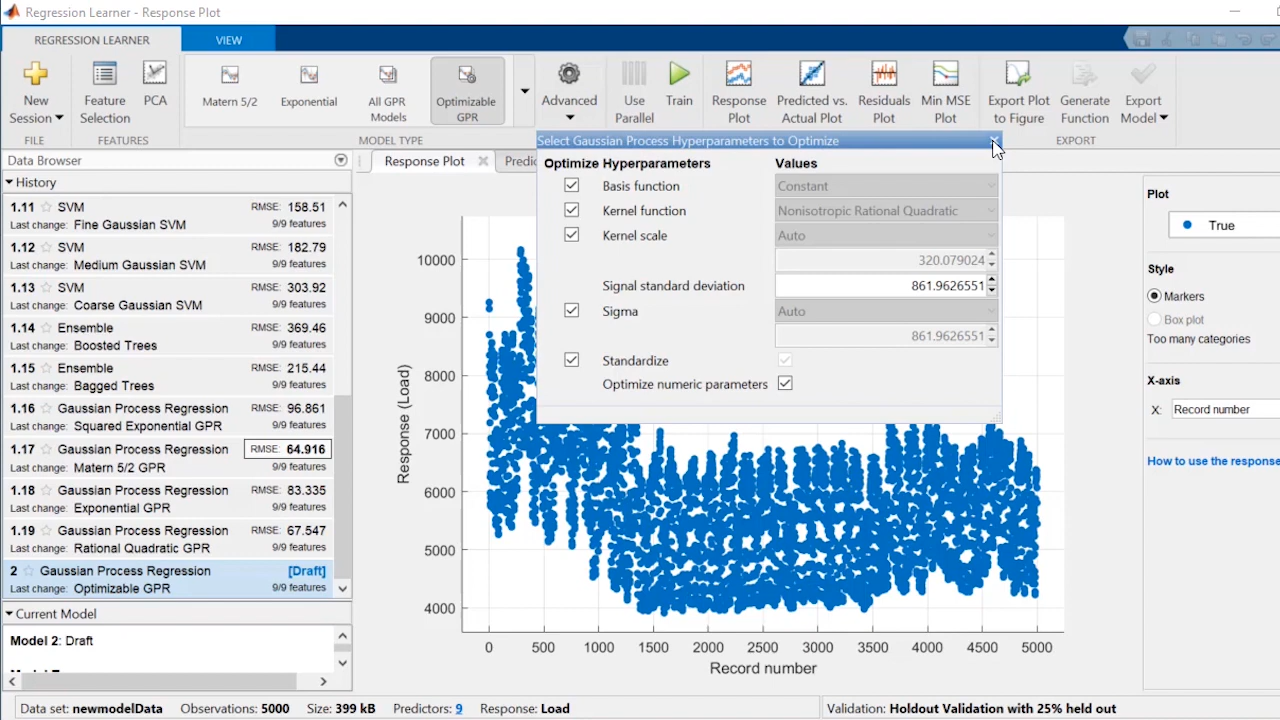 Regression Learner - Response Plot
REGRESSION LEARNER
VIEW
New Session
Feature Selection
PCA
Matern 5/2
Exponential
All GPR Models
Optimizable GPR
Advanced
Use Parallel
Train
Response Plot
Predicted vs. Actual Plot
Residuals Plot
Min MSE Plot
Export Plot to Figure
Generate Function
Export Model
FILE
FEATURES
MODEL TYPE
EXPORT
Data Browser
History
1.11 SVM RMSE: 158.51
Last change: Fine Gaussian SVM 9/9 features
1.12 SVM RMSE: 182.79
Last change: Medium Gaussian SVM 9/9 features
1.13 SVM RMSE: 303.92
Last change: Coarse Gaussian SVM 9/9 features
1.14 Ensemble RMSE: 369.46
Last change: Boosted Trees 9/9 features
1.15 Ensemble RMSE: 215.44
Last change: Bagged Trees 9/9 features
1.16 Gaussian Process Regression RMSE: 96.861
Last change: Squared Exponential GPR 9/9 features
1.17 Gaussian Process Regression RMSE: 64.916
Last change: Matern 5/2 GPR 9/9 features
1.18 Gaussian Process Regression RMSE: 83.335
Last change: Exponential GPR 9/9 features
1.19 Gaussian Process Regression RMSE: 67.547
Last change: Rational Quadratic GPR 9/9 features
2 Gaussian Process Regression [Draft]
Last change: Optimizable GPR 9/9 features
Current Model
Model 2: Draft
Response Plot
Predic
Select Gaussian Process Hyperparameters to Optimize
Optimize Hyperparameters Values
Basis function Constant
Kernel function Nonisotropic Rational Quadratic
Kernel scale Auto
320.079024
Signal standard deviation 861.9626551
Sigma Auto
861.9626551
Standardize
Optimize numeric parameters
Response (Load)
10000
9000
8000
7000
6000
5000
4000
0 500 1000 1500 2000 2500 3000 3500 4000 4500 5000
Record number
Plot
True
Style
Markers
Box plot
Too many categories
X-axis
X: Record number
How to use the response
Data set: newmodelData Observations: 5000 Size: 399 kB Predictors: 9 Response: Load
Validation: Holdout Validation with 25% held out